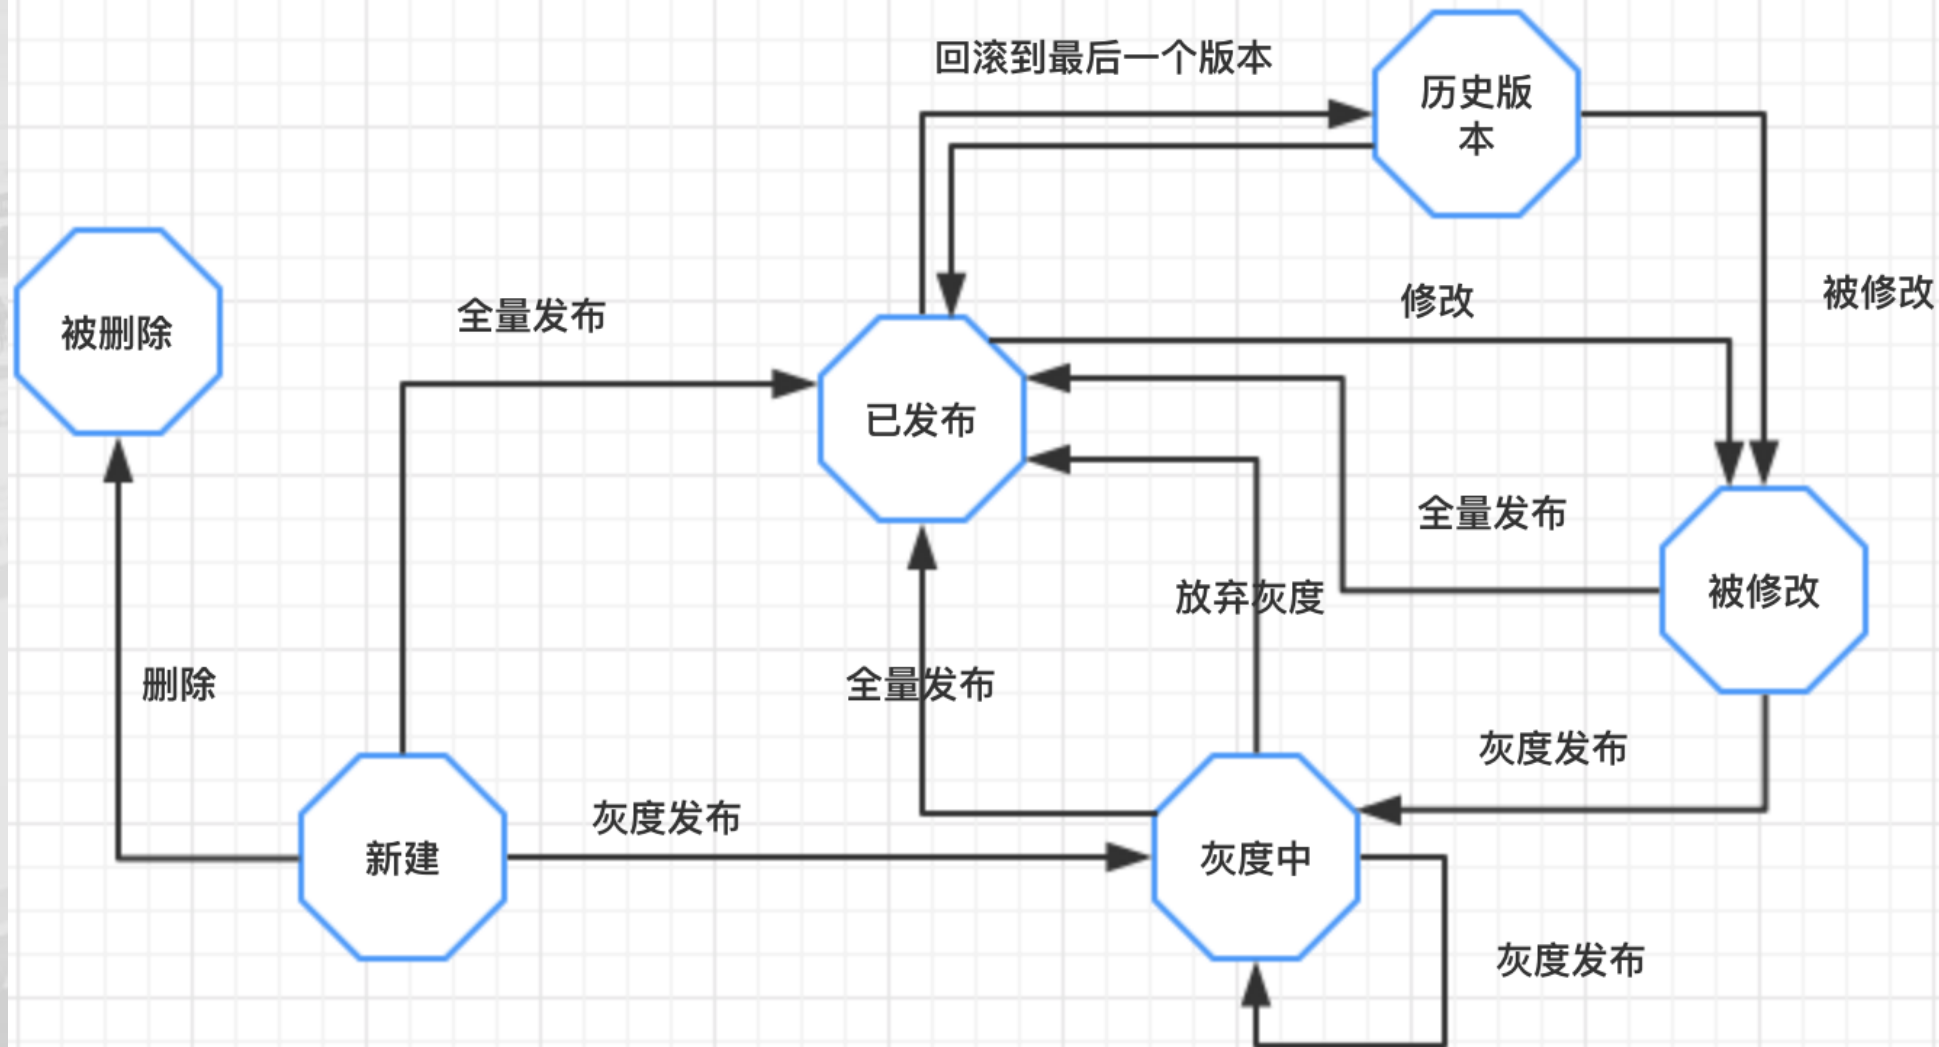 回滚到最后一个版本
历史版
本
被修改
修改
被删除
全量发布
已发布
全量发布
被修改
放弃灰度
全量发布
删除
灰度发布
灰度发布
新建
灰度中
灰度发布